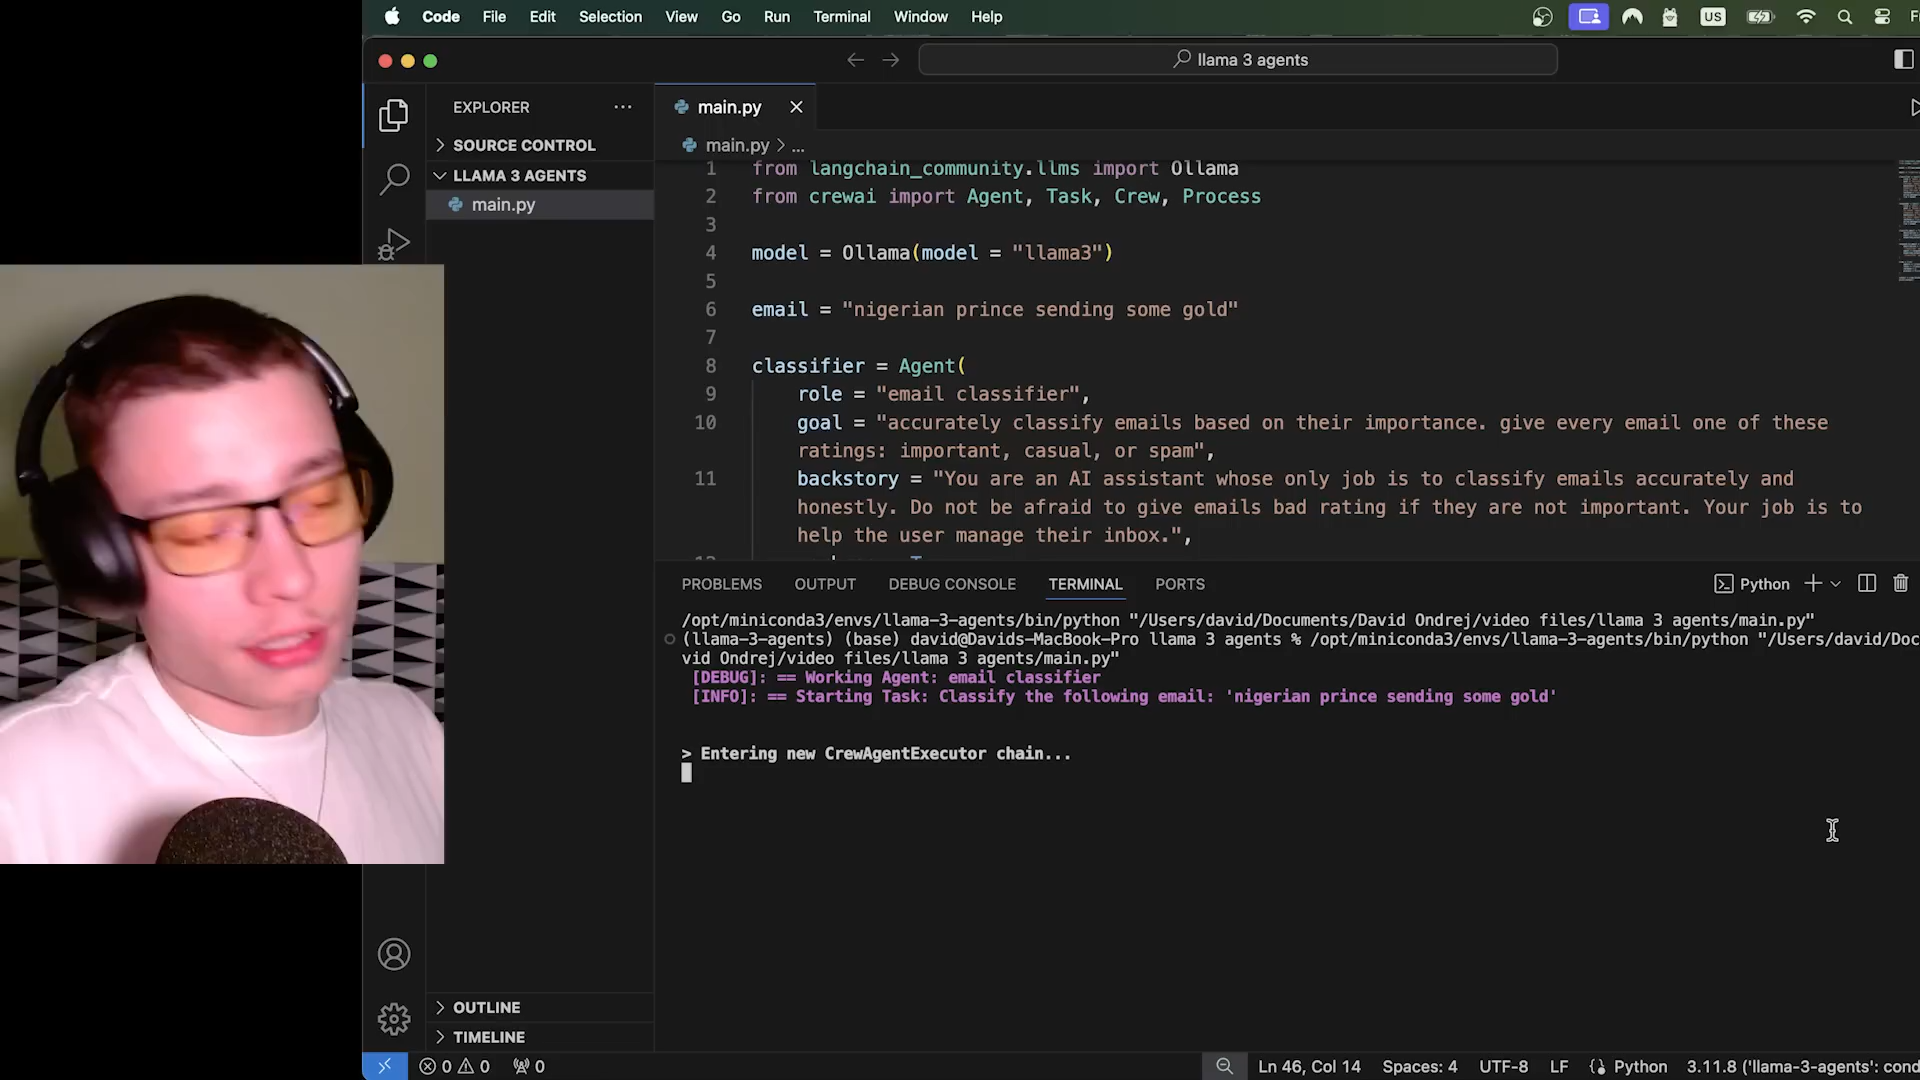 Code File Edit Selection View Go Run Terminal Window Help US
llama 3 agents
EXPLORER ...
main.py
SOURCE CONTROL
main.py > ...
LLAMA 3 AGENTS
main.py
1 from langchain_community.llms import Ollama
2 from crewai import Agent, Task, Crew, Process
3
4 model = Ollama(model = "llama3")
5
6 email = "nigerian prince sending some gold"
7
8 classifier = Agent(
9 role = "email classifier",
10 goal = "accurately classify emails based on their importance. give every email one of these
ratings: important, casual, or spam",
11 backstory = "You are an AI assistant whose only job is to classify emails accurately and
honestly. Do not be afraid to give emails bad rating if they are not important. Your job is to
help the user manage their inbox.",
PROBLEMS OUTPUT DEBUG CONSOLE TERMINAL PORTS Python
/opt/miniconda3/envs/llama-3-agents/bin/python "/Users/david/Documents/David Ondrej/video files/llama 3 agents/main.py"
(llama-3-agents) (base) david@Davids-MacBook-Pro llama 3 agents % /opt/miniconda3/envs/llama-3-agents/bin/python "/Users/david/Doc
vid Ondrej/video files/llama 3 agents/main.py"
[DEBUG]: == Working Agent: email classifier
[INFO]: == Starting Task: Classify the following email: 'nigerian prince sending some gold'
> Entering new CrewAgentExecutor chain...
OUTLINE
TIMELINE
0 0 0 Ln 46, Col 14 Spaces: 4 UTF-8 LF Python 3.11.8 ('llama-3-agents': cond